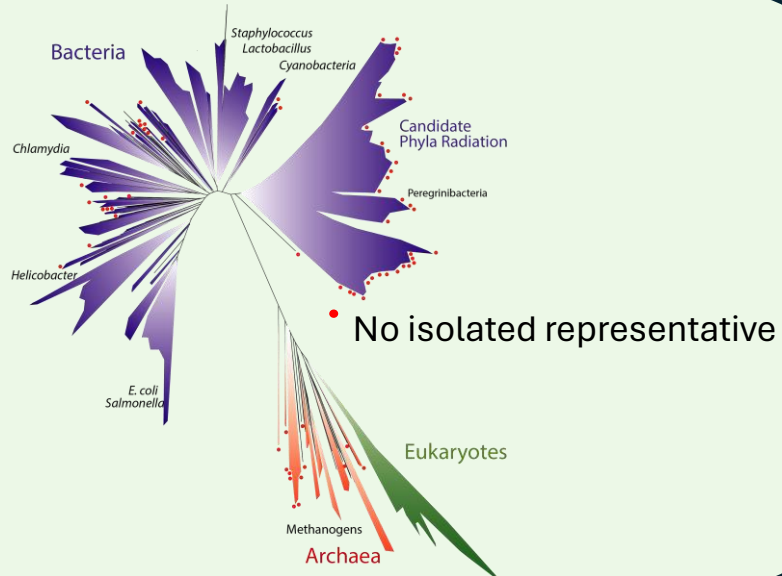 Bacteria
Staphylococcus
Lactobacillus
Cyanobacteria
Candidate
Phyla Radiation
Chlamydia
Peregrinibacteria
Helicobacter
No isolated representative
E. coli
Salmonella
Eukaryotes
Methanogens
Archaea